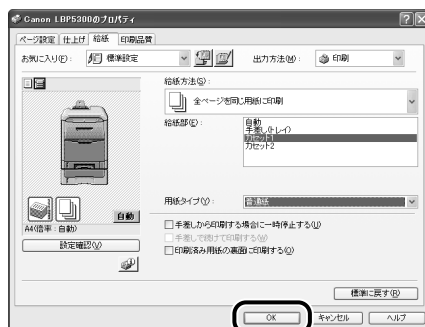 Canon LBP5300のプロパティ
ページ設定 仕上げ 給紙 印刷品質
お気に入り(F): 標準設定 出力方法(M): 印刷
給紙方法(S):
全ページを同じ用紙に印刷
給紙部(E): 自動
手差し(トレイ)
カセット1
カセット2
用紙タイプ(Y): 普通紙
自動
A4(倍率:自動)
設定確認(V)
手差しから印刷する場合に一時停止する(U)
手差しで続けて印刷する(W)
印刷済み用紙の裏面に印刷する(G)
標準に戻す(R)
OK キャンセル ヘルプ